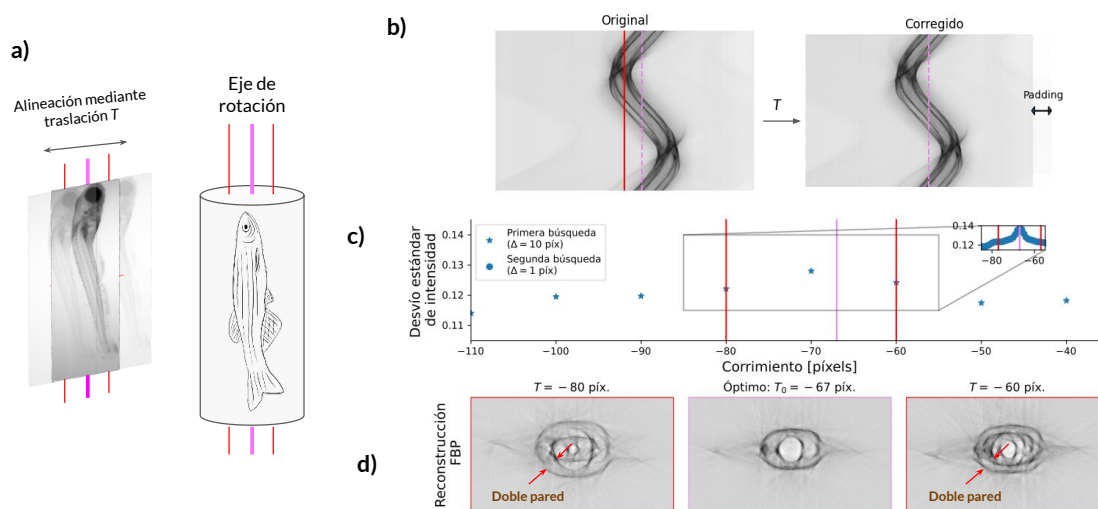 a)
Alineación mediante
traslación T
Eje de
rotación
b)
Original
Corregido
T
Padding
c)
Desvío estándar
de intensidad
0.14
0.13
0.12
0.11
Primera búsqueda
(Δ = 10 píx)
Segunda búsqueda
(Δ = 1 píx)
0.14
0.12
−80
−60
−110
−100
−90
−80
−70
−60
−50
−40
Corrimiento [píxels]
d)
Reconstrucción
FBP
T = −80 píx.
Óptimo: T₀ = −67 píx.
T = −60 píx.
Doble pared
Doble pared